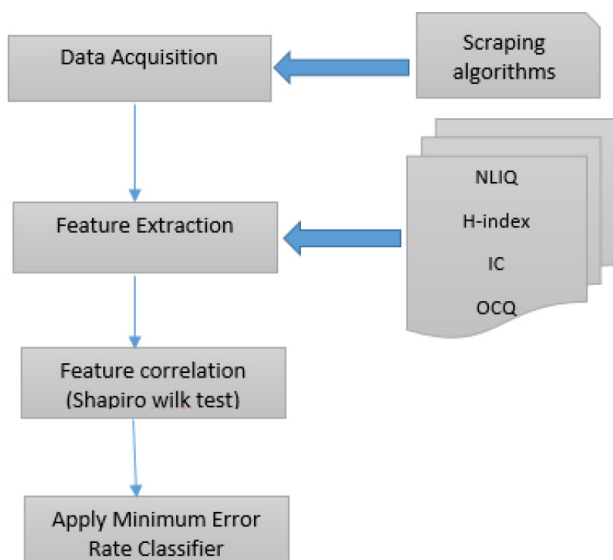 Data Acquisition
Scraping
algorithms
Feature Extraction
NLIQ
H-index
IC
OCQ
Feature correlation
(Shapiro wilk test)
Apply Minimum Error
Rate Classifier